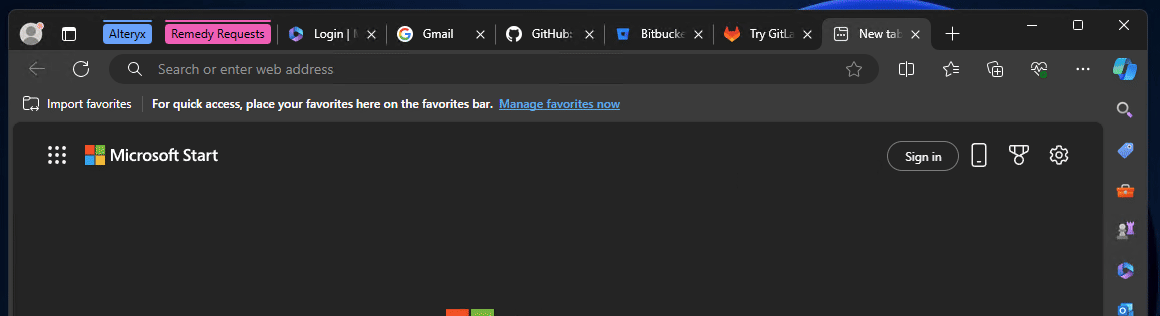 Alteryx Remedy Requests Login | Gmail GitHub: Bitbucke Try GitLa New tab
Search or enter web address
Import favorites For quick access, place your favorites here on the favorites bar. Manage favorites now
Microsoft Start Sign in